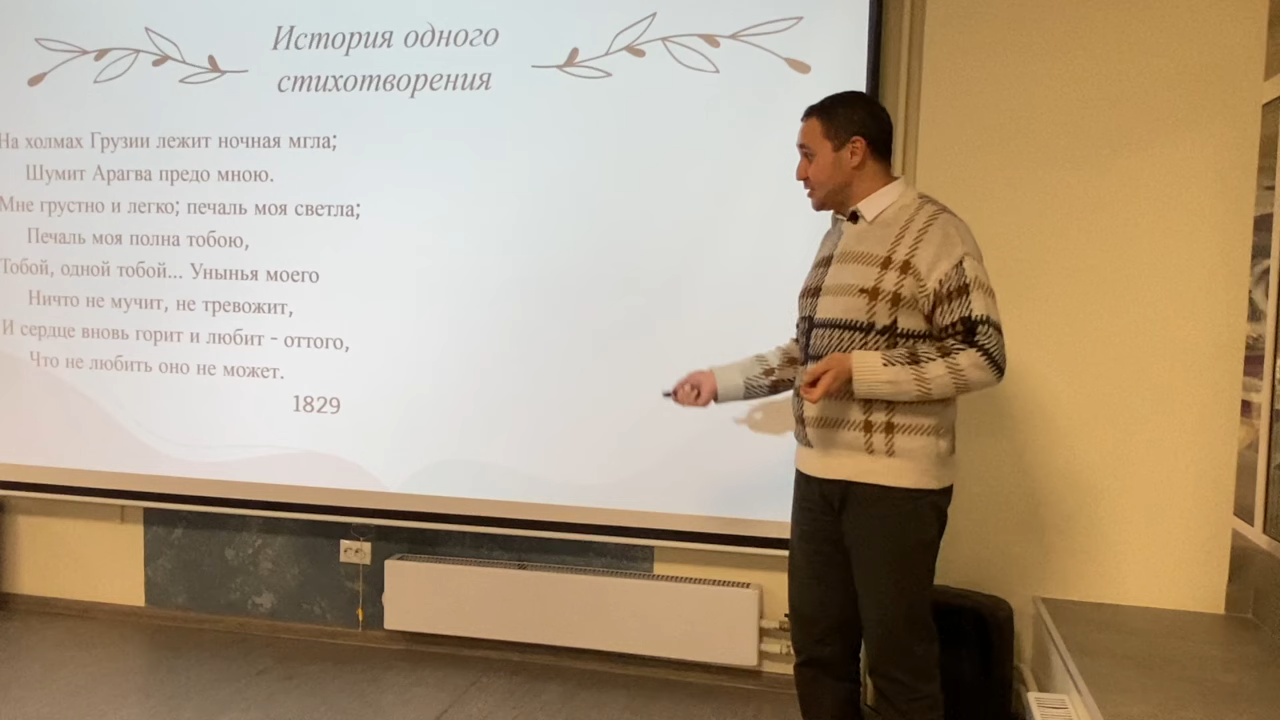 История одного
стихотворения
На холмах Грузии лежит ночная мгла;
Шумит Арагва предо мною.
Мне грустно и легко; печаль моя светла;
Печаль моя полна тобою,
Тобой, одной тобой... Унынья моего
Ничто не мучит, не тревожит,
И сердце вновь горит и любит - оттого,
Что не любить оно не может.
1829